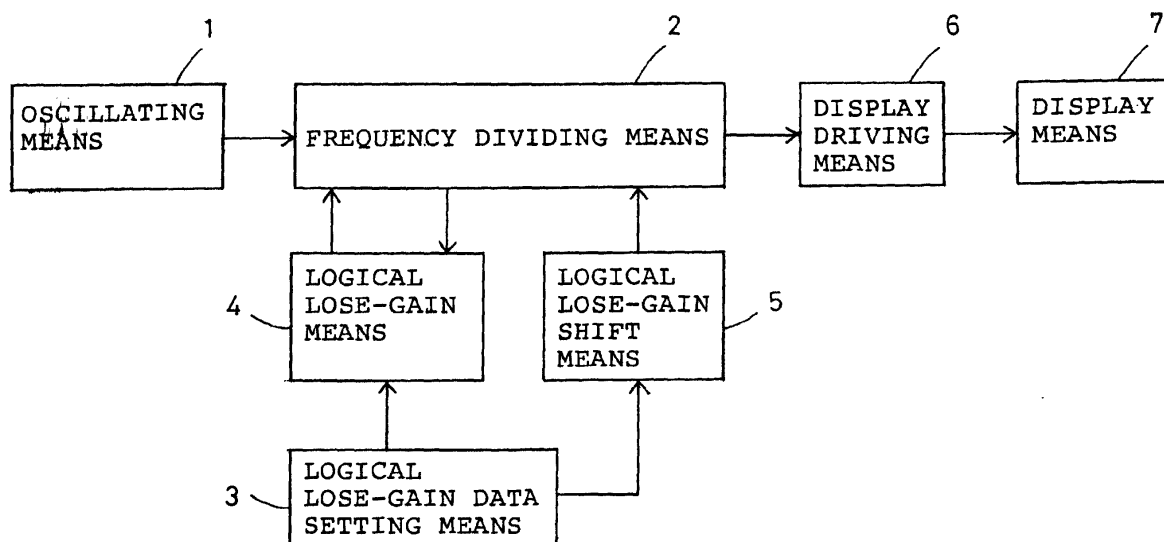 1
2
6
7
OSCILLATING
MEANS
FREQUENCY DIVIDING MEANS
DISPLAY
DRIVING
MEANS
DISPLAY
MEANS
4
LOGICAL
LOSE-GAIN
MEANS
LOGICAL
LOSE-GAIN
SHIFT
MEANS
5
3
LOGICAL
LOSE-GAIN DATA
SETTING MEANS